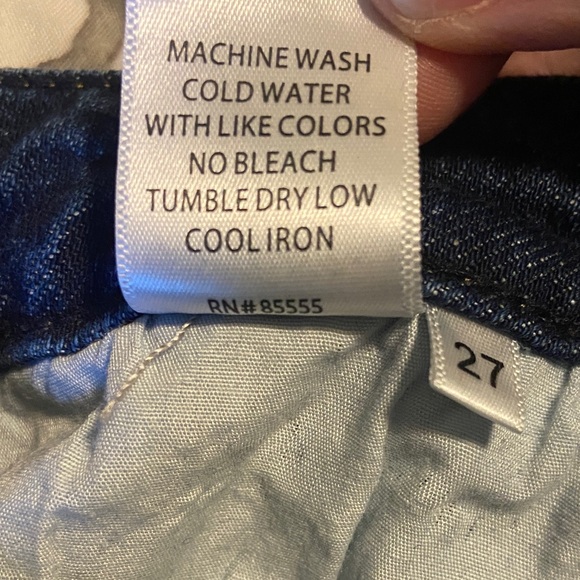 MACHINE WASH
COLD WATER
WITH LIKE COLORS
NO BLEACH
TUMBLE DRY LOW
COOL IRON
RN# 85555
27